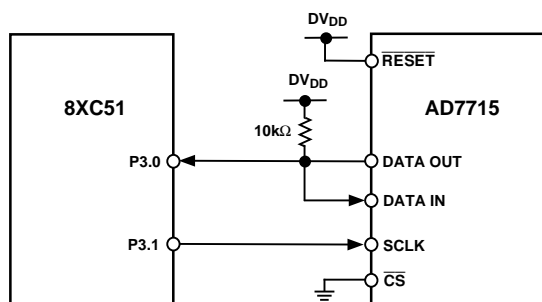 DVDD
RESET
DVDD
8XC51
AD7715
10kΩ
P3.0
DATA OUT
DATA IN
P3.1
SCLK
CS